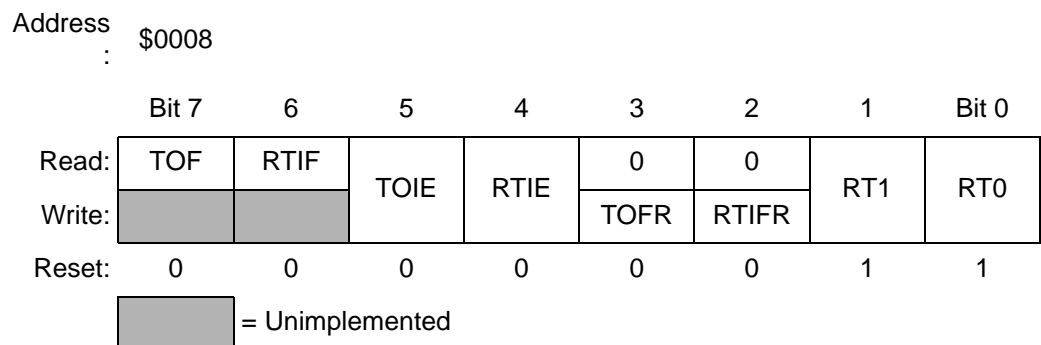 Address
: $0008
Bit 7 6 5 4 3 2 1 Bit 0
Read: TOF RTIF TOIE RTIE 0 0 RT1 RT0
Write: TOFR RTIFR
Reset: 0 0 0 0 0 0 1 1
= Unimplemented